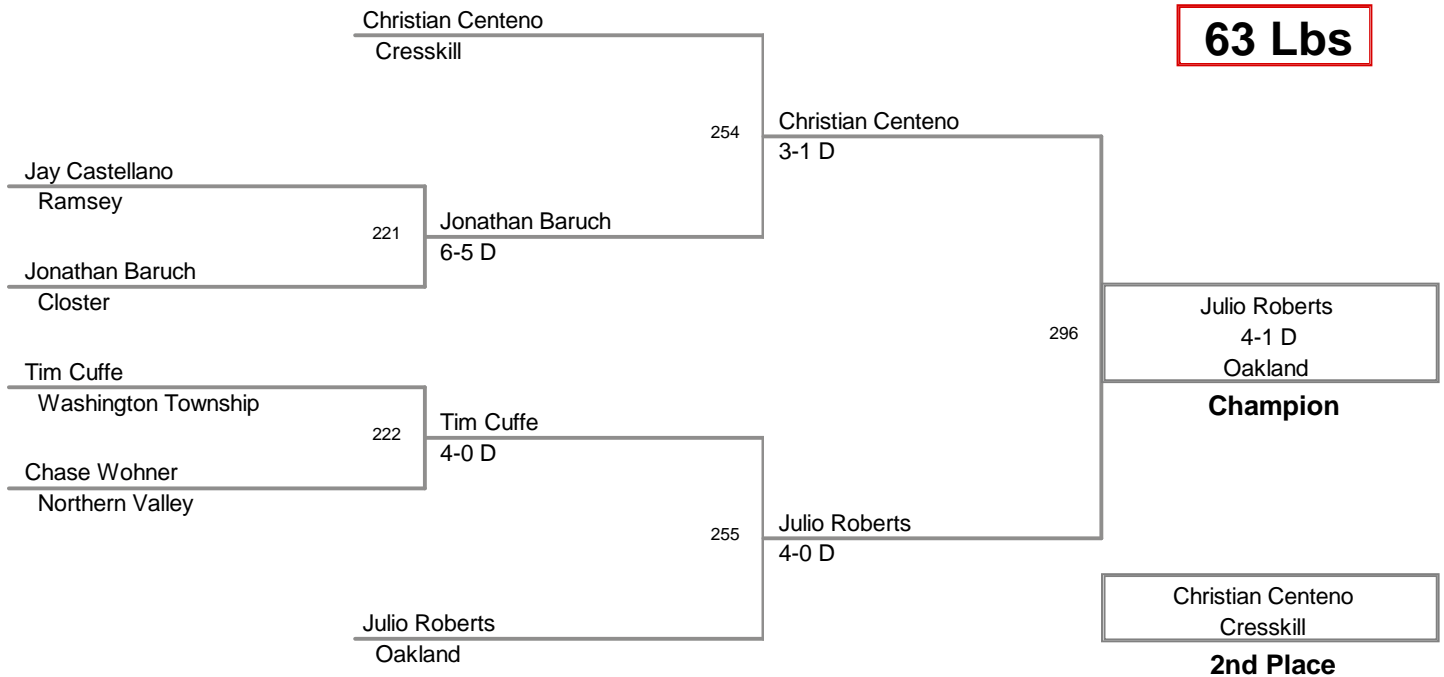 Christian Centeno
Cresskill
63 Lbs
254
Christian Centeno
3-1 D
Jay Castellano
Ramsey
221
Jonathan Baruch
6-5 D
Jonathan Baruch
Closter
296
Julio Roberts
4-1 D
Oakland
Champion
Tim Cuffe
Washington Township
222
Tim Cuffe
4-0 D
Chase Wohner
Northern Valley
255
Julio Roberts
4-0 D
Julio Roberts
Oakland
Christian Centeno
Cresskill
2nd Place